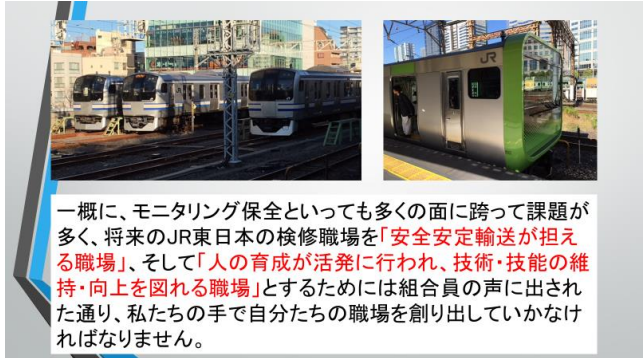 JR
一概に、モニタリング保全といっても多くの面に跨って課題が
多く、将来のJR東日本の検修職場を「安全安定輸送が担え
る職場」、そして「人の育成が活発に行われ、技術・技能の維
持・向上を図れる職場」とするためには組合員の声に出され
た通り、私たちの手で自分たちの職場を創り出していかなけ
ればなりません。